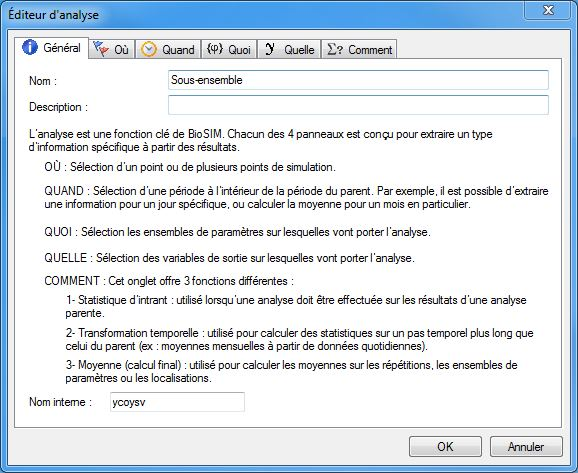 Éditeur d'analyse
Général Où Quand {φ} Quoi y Quelle Σ? Comment
Nom : Sous-ensemble
Description :
L'analyse est une fonction clé de BioSIM. Chacun des 4 panneaux est conçu pour extraire un type
d'information spécifique à partir des résultats.
OÙ : Sélection d'un point ou de plusieurs points de simulation.
QUAND : Sélection d'une période à l'intérieur de la période du parent. Par exemple, il est possible d'extraire
une information pour un jour spécifique, ou calculer la moyenne pour un mois en particulier.
QUOI : Sélection les ensembles de paramètres sur lesquelles vont porter l'analyse.
QUELLE : Sélection des variables de sortie sur lesquelles vont porter l'analyse.
COMMENT : Cet onglet offre 3 fonctions différentes :
1- Statistique d'intrant : utilisé lorsqu'une analyse doit être effectuée sur les résultats d'une analyse
parente.
2- Transformation temporelle : utilisé pour calculer des statistiques sur un pas temporel plus long que
celui du parent (ex : moyennes mensuelles à partir de données quotidiennes).
3- Moyenne (calcul final) : utilisé pour calculer les moyennes sur les répétitions, les ensembles de
paramètres ou les localisations.
Nom interne : ycoysv
OK Annuler